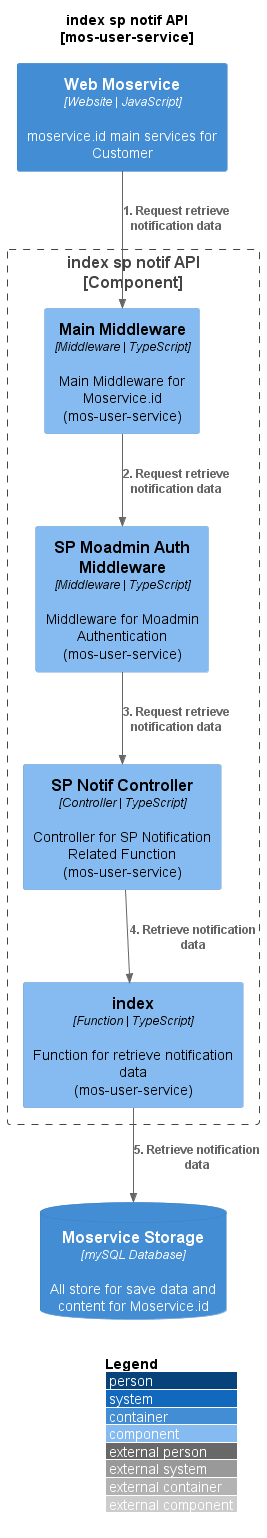 index sp notif API
[mos-user-service]
Web Moservice
[Website | JavaScript]
moservice.id main services for
Customer
1. Request retrieve
notification data
index sp notif API
[Component]
Main Middleware
[Middleware | TypeScript]
Main Middleware for
Moservice.id
(mos-user-service)
2. Request retrieve
notification data
SP Moadmin Auth
Middleware
[Middleware | TypeScript]
Middleware for Moadmin
Authentication
(mos-user-service)
3. Request retrieve
notification data
SP Notif Controller
[Controller | TypeScript]
Controller for SP Notification
Related Function
(mos-user-service)
4. Retrieve notification
data
index
[Function | TypeScript]
Function for retrieve notification
data
(mos-user-service)
5. Retrieve notification
data
Moservice Storage
[mySQL Database]
All store for save data and
content for Moservice.id
Legend
person
system
container
component
external person
external system
external container
external component